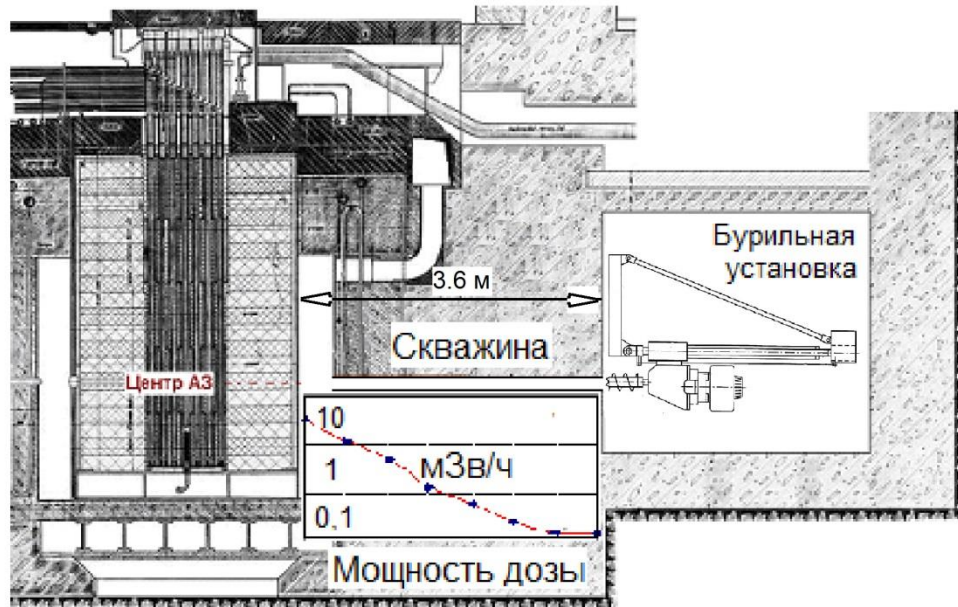 Бурильная
установка
3.6 м
Скважина
Центр АЗ
10
1
мЗв/ч
0,1
Мощность дозы